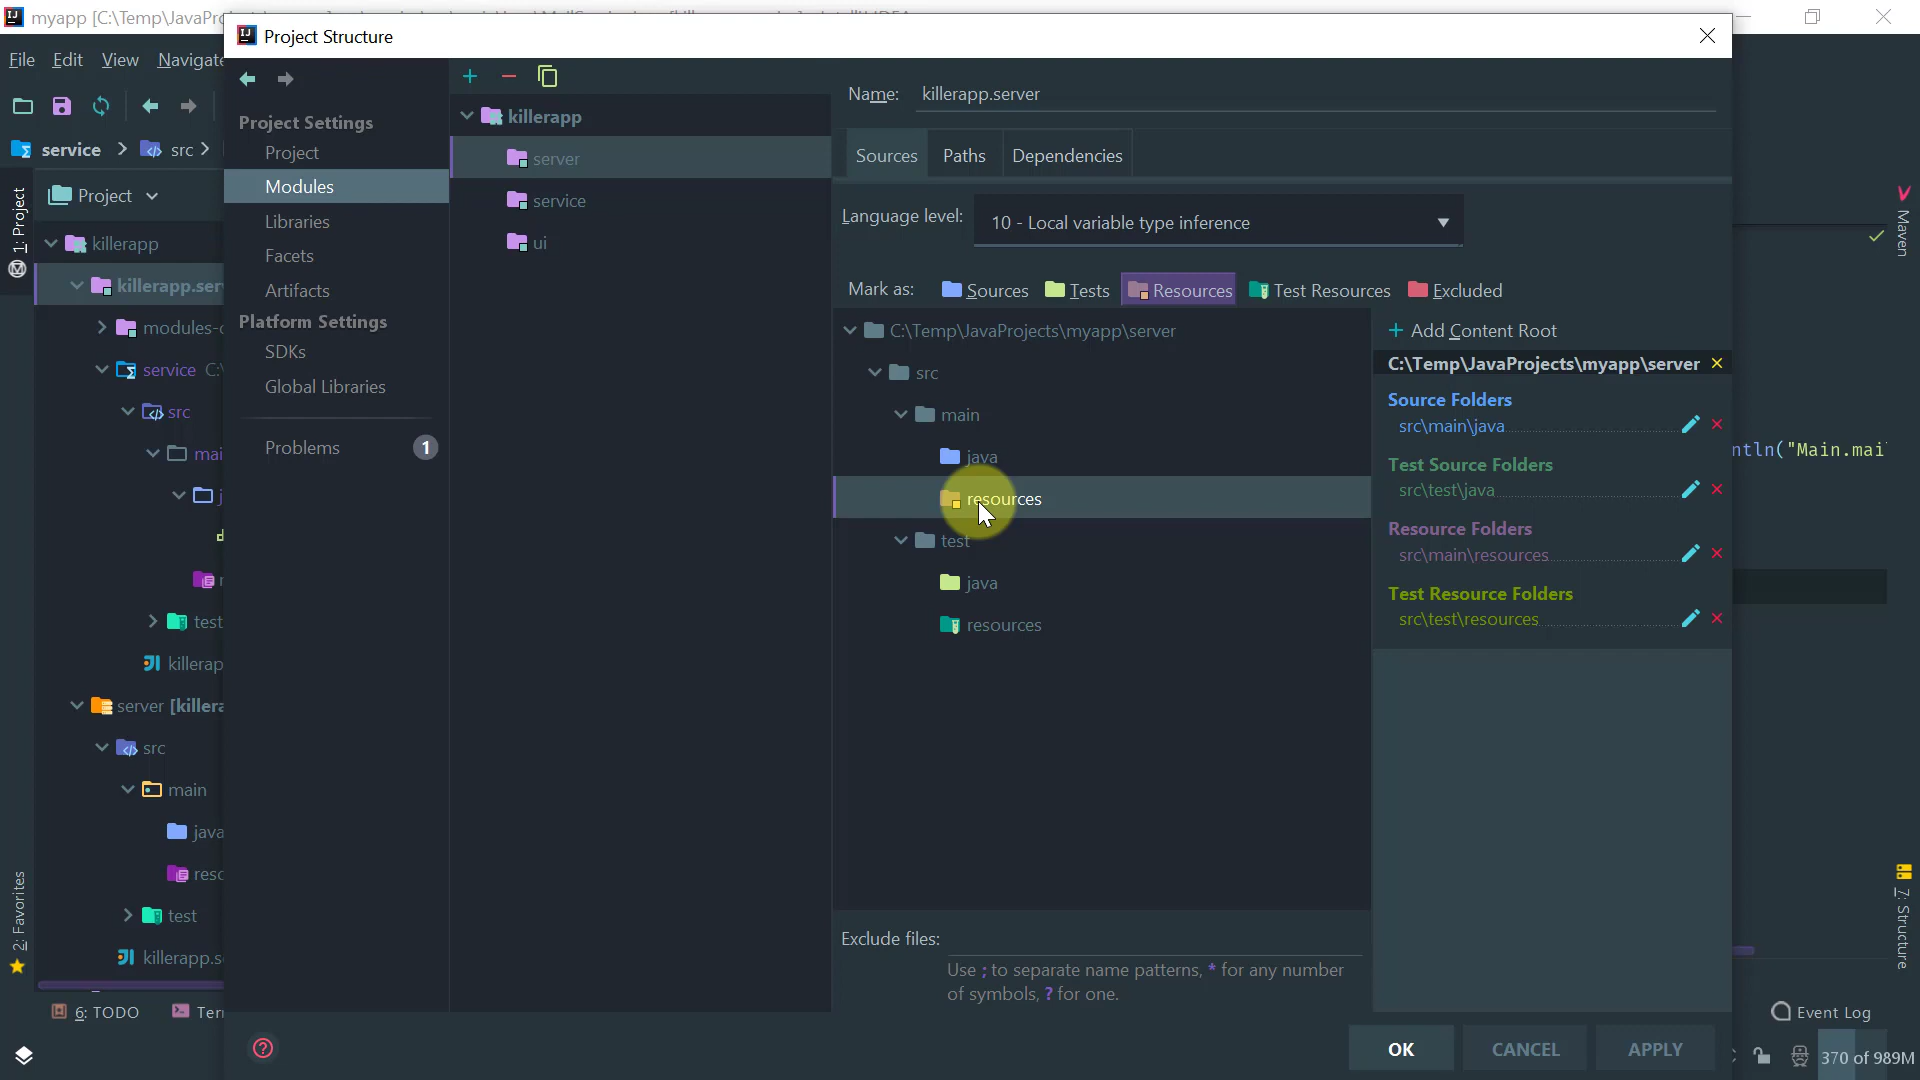 myapp [C:\Temp\JavaPr
Project Structure
File Edit View Navigate
service src
Project
1: Project
killerapp
killerapp.ser
modules-
service C:\
src
mai
j
r
test
killerap
server [killera
src
main
java
reso
test
killerapp.s
2: Favorites
6: TODO
Ter
Project Settings
Project
Modules
Libraries
Facets
Artifacts
Platform Settings
SDKs
Global Libraries
Problems 1
killerapp
server
service
ui
Name: killerapp.server
Sources Paths Dependencies
Language level: 10 - Local variable type inference
Mark as: Sources Tests Resources Test Resources Excluded
C:\Temp\JavaProjects\myapp\server
src
main
java
resources
test
java
resources
Exclude files:
Use ; to separate name patterns, * for any number
of symbols, ? for one.
+ Add Content Root
C:\Temp\JavaProjects\myapp\server
Source Folders
src\main\java
Test Source Folders
src\test\java
Resource Folders
src\main\resources
Test Resource Folders
src\test\resources
OK CANCEL APPLY
Maven
ntln("Main.mai
7: Structure
Event Log
370 of 989M